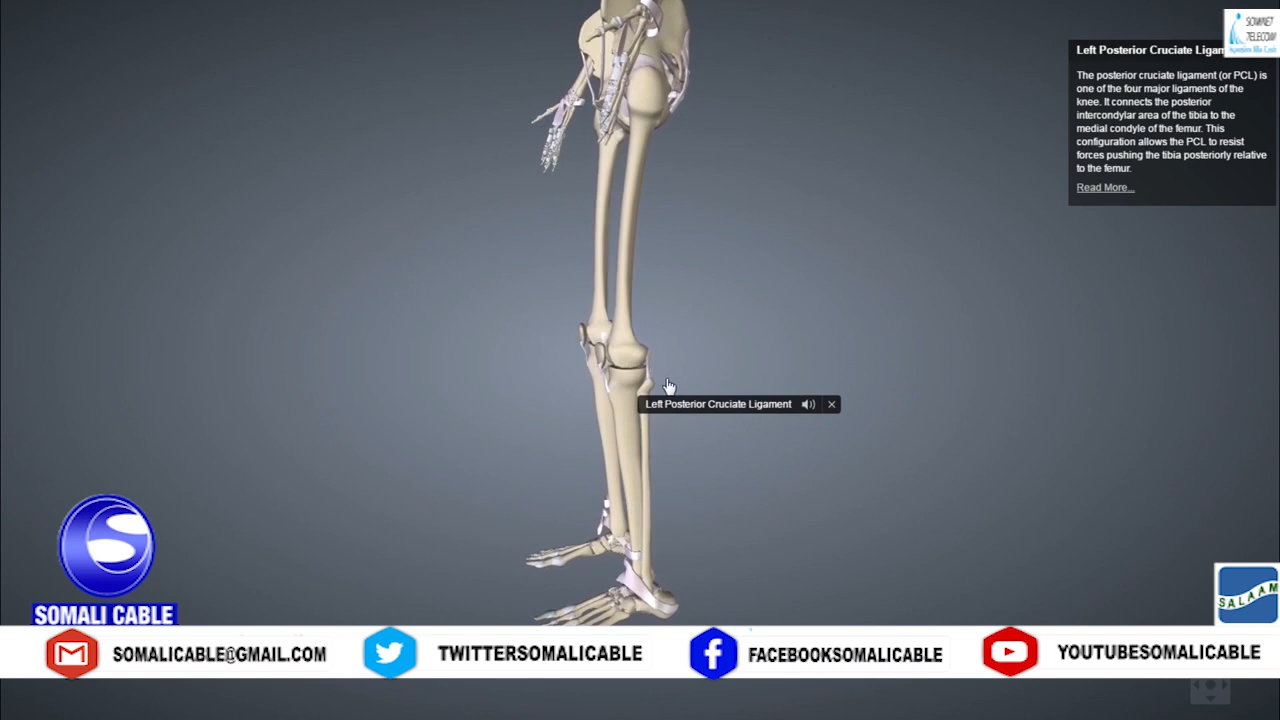 SOMNET
TELECOM
Left Posterior Cruciate Ligam
The posterior cruciate ligament (or PCL) is
one of the four major ligaments of the
knee. It connects the posterior
intercondylar area of the tibia to the
medial condyle of the femur. This
configuration allows the PCL to resist
forces pushing the tibia posteriorly relative
to the femur.
Read More...
Left Posterior Cruciate Ligament
SOMALI CABLE
SALAAM
SOMALICABLE@GMAIL.COM
TWITTERSOMALICABLE
FACEBOOKSOMALICABLE
YOUTUBESOMALICABLE